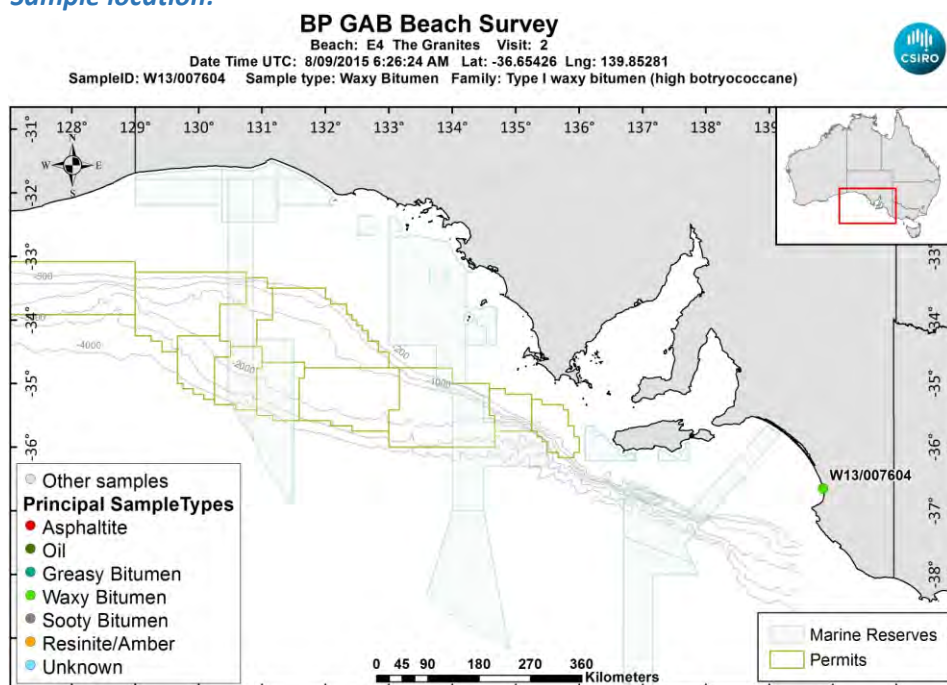 Sample location:
BP GAB Beach Survey
Beach: E4 The Granites Visit: 2
Date Time UTC: 8/09/2015 6:26:24 AM Lat: -36.65426 Lng: 139.85281
SampleID: W13/007604 Sample type: Waxy Bitumen Family: Type I waxy bitumen (high botryococcane)
CSIRO
128° 129° 130° 131° 132° 133° 134° 135° 136° 137° 138° 139
-31°
-32°
-33°
-34°
-35°
-36°
-37°
-38°
-34°
-35°
-36°
-37°
-38°
N
W E
S
-200
-1000
-2000
-4000
W13/007604
Other samples
Principal SampleTypes
Asphaltite
Oil
Greasy Bitumen
Waxy Bitumen
Sooty Bitumen
Resinite/Amber
Unknown
0 45 90 180 270 360
Kilometers
Marine Reserves
Permits